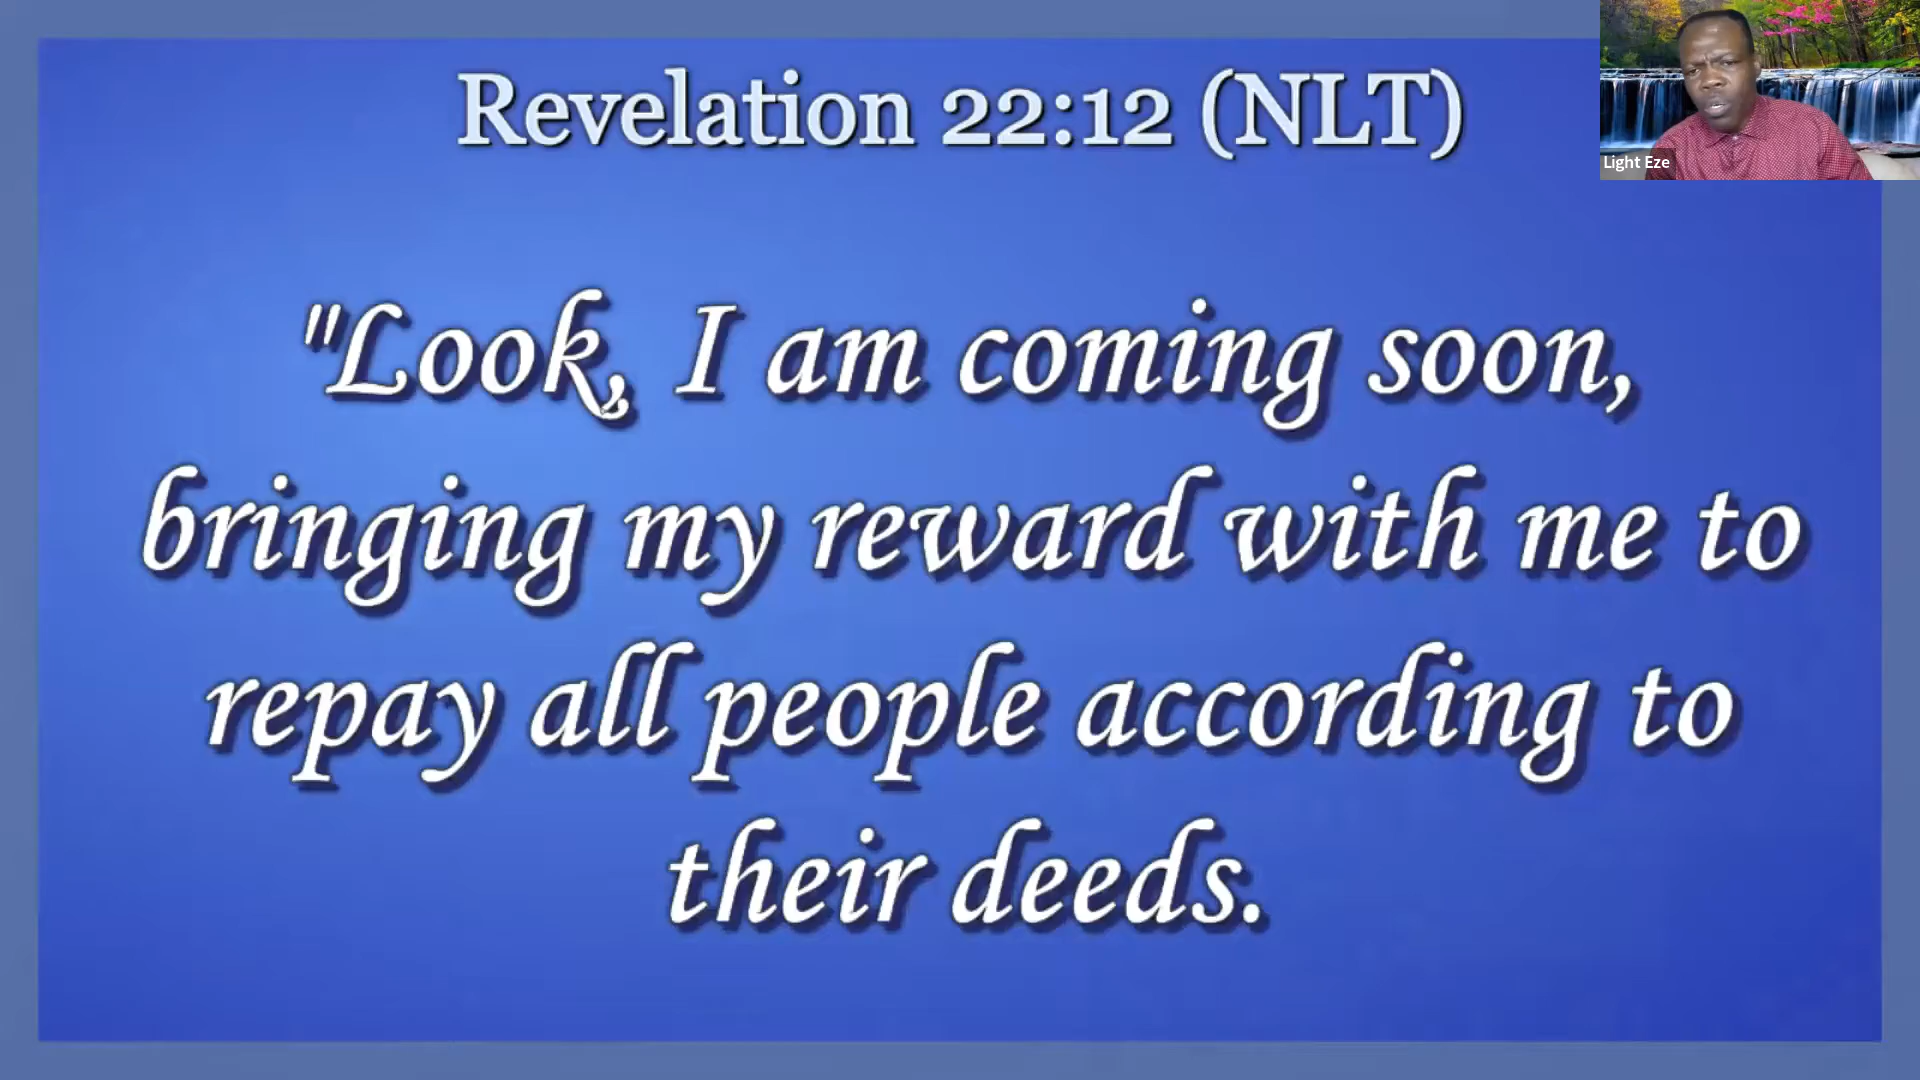 Revelation 22:12 (NLT)
Light Eze
"Look, I am coming soon,
bringing my reward with me to
repay all people according to
their deeds.